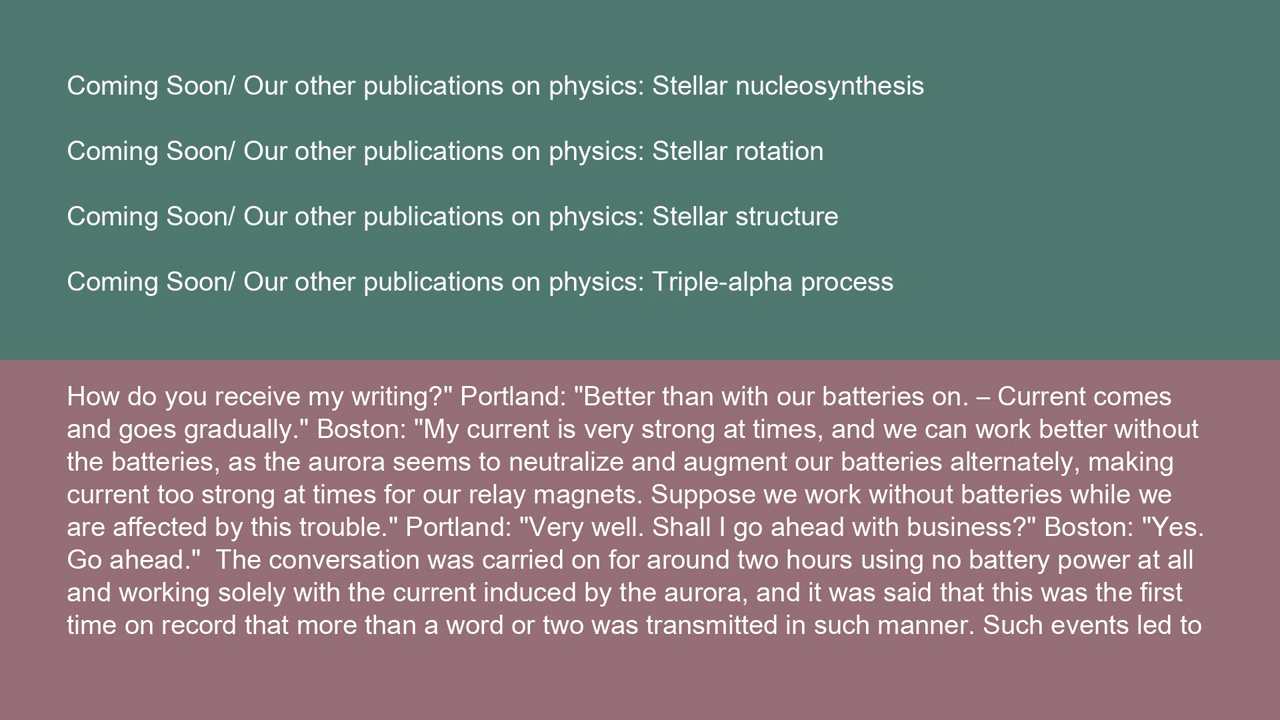 Coming Soon/ Our other publications on physics: Stellar nucleosynthesis
Coming Soon/ Our other publications on physics: Stellar rotation
Coming Soon/ Our other publications on physics: Stellar structure
Coming Soon/ Our other publications on physics: Triple-alpha process
How do you receive my writing?" Portland: "Better than with our batteries on. – Current comes
and goes gradually." Boston: "My current is very strong at times, and we can work better without
the batteries, as the aurora seems to neutralize and augment our batteries alternately, making
current too strong at times for our relay magnets. Suppose we work without batteries while we
are affected by this trouble." Portland: "Very well. Shall I go ahead with business?" Boston: "Yes.
Go ahead."  The conversation was carried on for around two hours using no battery power at all
and working solely with the current induced by the aurora, and it was said that this was the first
time on record that more than a word or two was transmitted in such manner. Such events led to